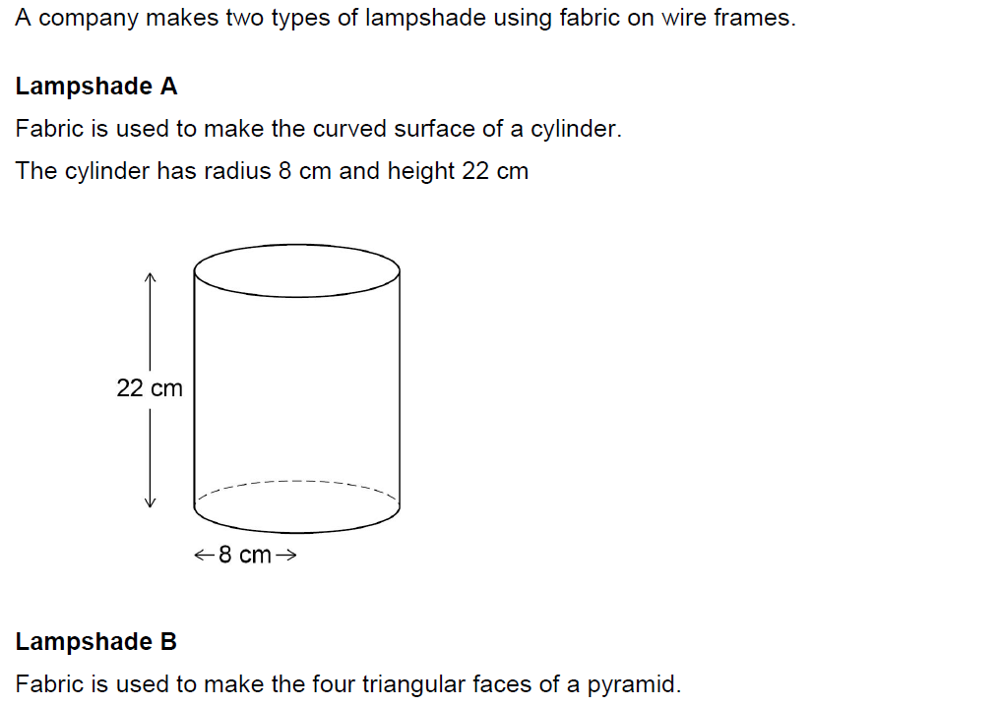 A company makes two types of lampshade using fabric on wire frames.
Lampshade A
Fabric is used to make the curved surface of a cylinder.
The cylinder has radius 8 cm and height 22 cm
22 cm
8 cm
Lampshade B
Fabric is used to make the four triangular faces of a pyramid.